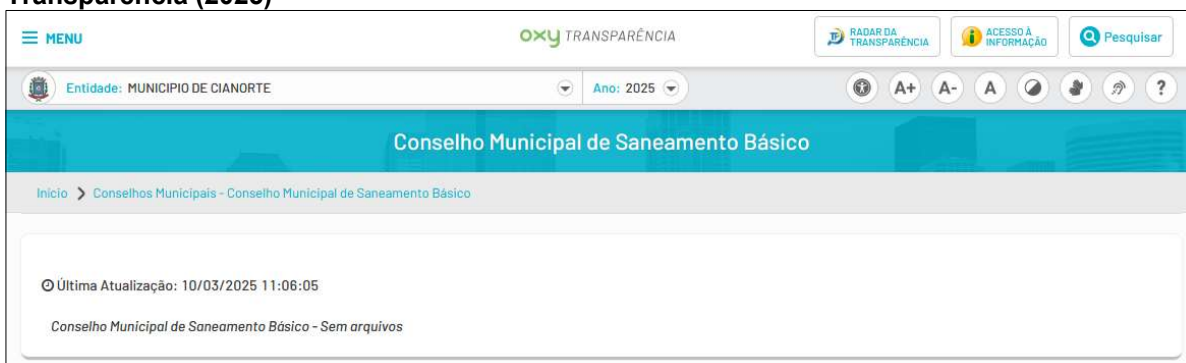 Transparência (2025)
MENU
oxy TRANSPARÊNCIA
RADAR DA
TRANSPARÊNCIA
ACESSO À
INFORMAÇÃO
Pesquisar
Entidade: MUNICIPIO DE CIANORTE
Ano: 2025
A+ A- A ?
Conselho Municipal de Saneamento Básico
Início > Conselhos Municipais - Conselho Municipal de Saneamento Básico
Última Atualização: 10/03/2025 11:06:05
Conselho Municipal de Saneamento Básico - Sem arquivos